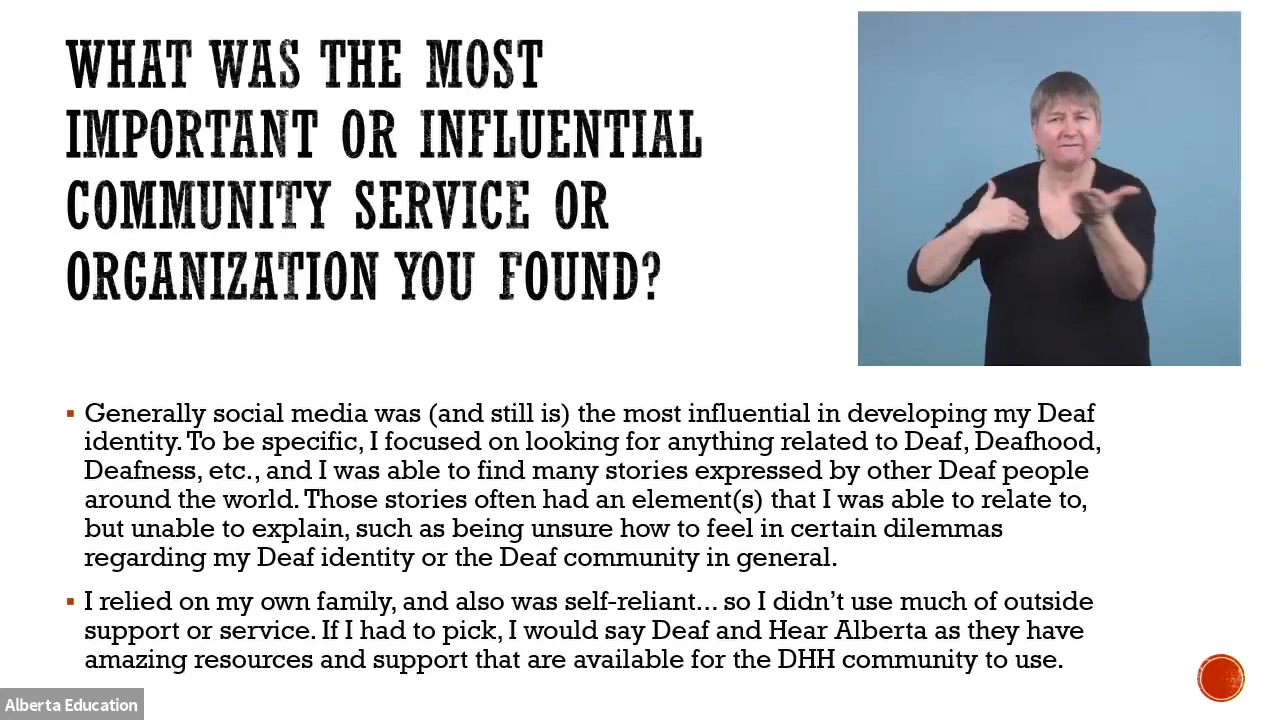 WHAT WAS THE MOST
IMPORTANT OR INFLUENTIAL
COMMUNITY SERVICE OR
ORGANIZATION YOU FOUND?
▪ Generally social media was (and still is) the most influential in developing my Deaf
identity. To be specific, I focused on looking for anything related to Deaf, Deafhood,
Deafness, etc., and I was able to find many stories expressed by other Deaf people
around the world. Those stories often had an element(s) that I was able to relate to,
but unable to explain, such as being unsure how to feel in certain dilemmas
regarding my Deaf identity or the Deaf community in general.
▪ I relied on my own family, and also was self-reliant... so I didn’t use much of outside
support or service. If I had to pick, I would say Deaf and Hear Alberta as they have
amazing resources and support that are available for the DHH community to use.
Alberta Education